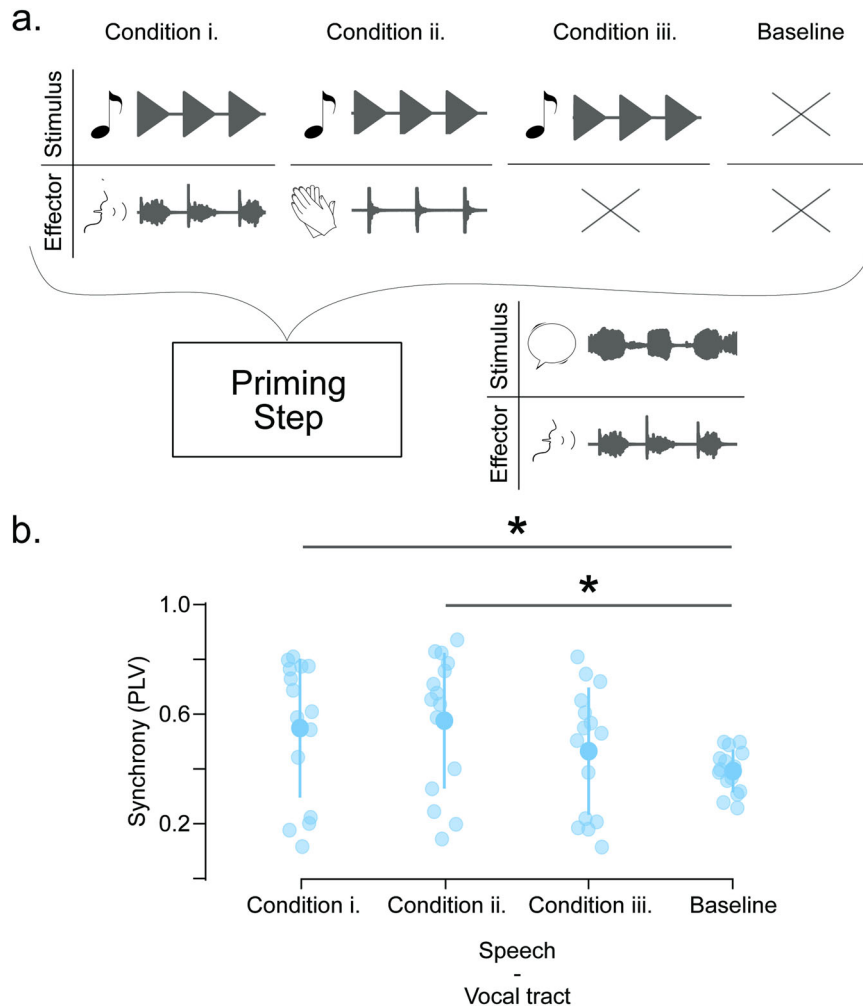 a.
Condition i.
Condition ii.
Condition iii.
Baseline
Stimulus
Effector
Priming
Step
Stimulus
Effector
b.
*
*
Synchrony (PLV)
1.0
0.6
0.2
Condition i.
Condition ii.
Condition iii.
Baseline
Speech
-
Vocal tract